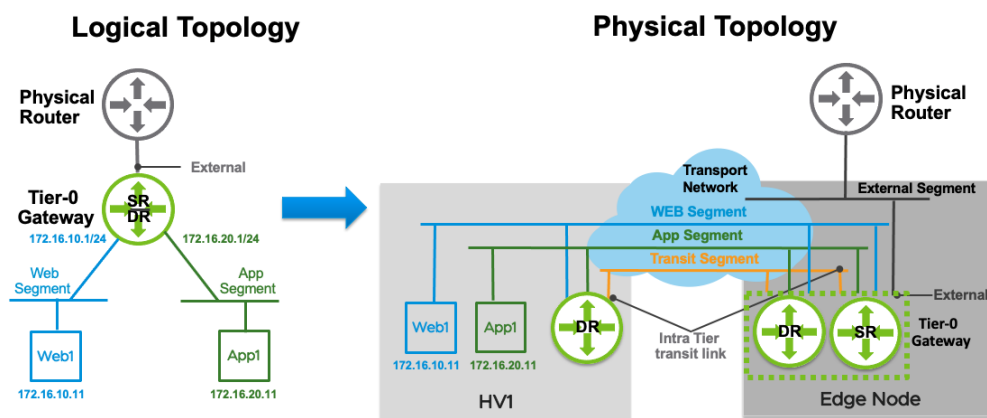 Logical Topology
Physical
Router
External
Tier-0
Gateway
SR
DR
172.16.10.1/24
172.16.20.1/24
Web
Segment
App
Segment
Web1
App1
172.16.10.11
172.16.20.11
Physical Topology
Physical
Router
Transport
Network
External Segment
WEB Segment
App Segment
Transit Segment
External
Web1
App1
DR
DR
SR
Tier-0
Gateway
Intra Tier
transit link
172.16.10.11
172.16.20.11
HV1
Edge Node